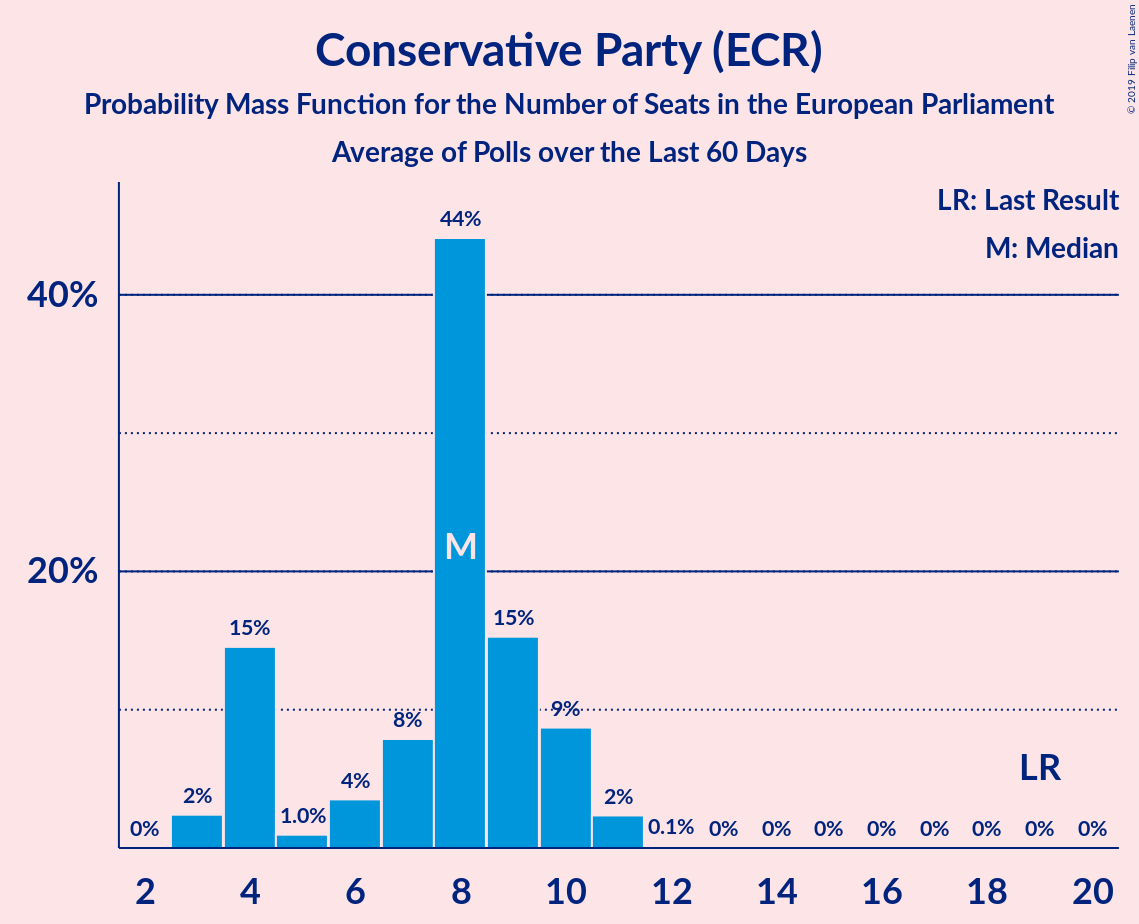 Conservative Party (ECR)
Probability Mass Function for the Number of Seats in the European Parliament
Average of Polls over the Last 60 Days
© 2019 Filip van Laenen
LR: Last Result
M: Median
40%
20%
0%
2%
15%
1.0%
4%
8%
44%
15%
9%
2%
0.1%
0%
0%
0%
0%
0%
0%
0%
0%
M
LR
2 4 6 8 10 12 14 16 18 20